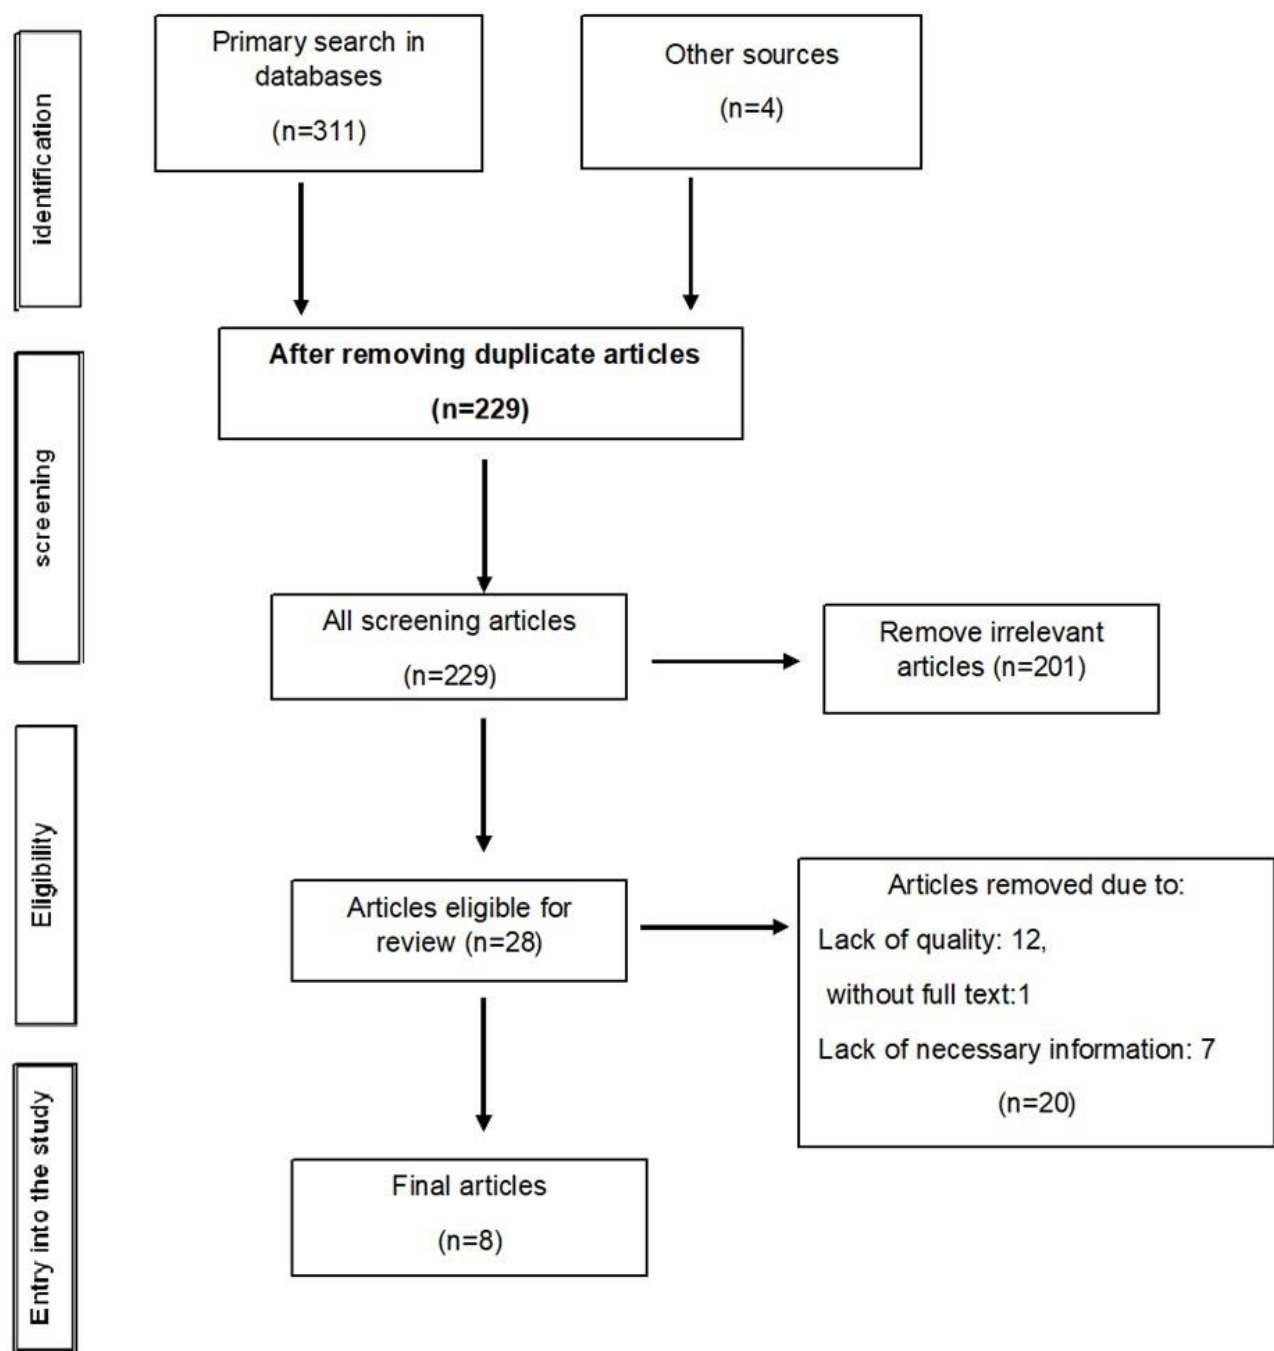 identification
Primary search in
databases
(n=311)
Other sources
(n=4)
screening
After removing duplicate articles
(n=229)
All screening articles
(n=229)
Remove irrelevant
articles (n=201)
Eligibility
Articles eligible for
review (n=28)
Articles removed due to:
Lack of quality: 12,
without full text:1
Lack of necessary information: 7
(n=20)
Entry into the study
Final articles
(n=8)